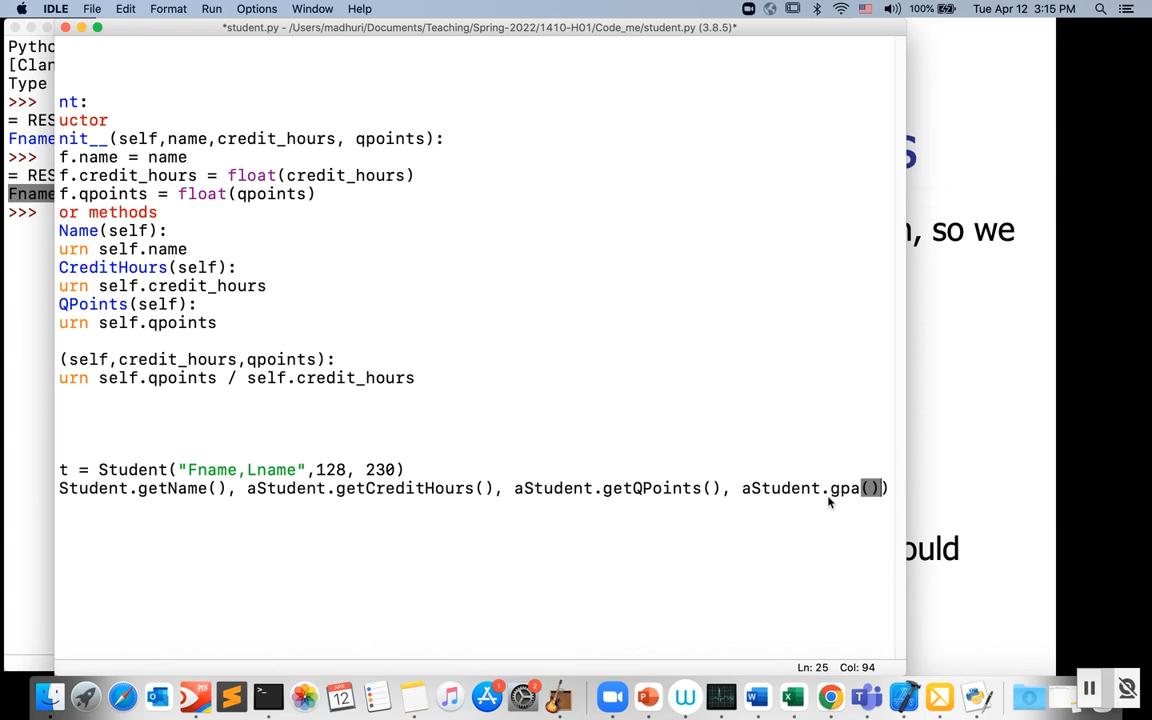 IDLE File Edit Format Run Options Window Help 100% Tue Apr 12 3:15 PM
*student.py - /Users/madhuri/Documents/Teaching/Spring-2022/1410-H01/Code_me/student.py (3.8.5)*
Pytho
[Clan
Type
>>> nt:
= RES uctor
Fname nit__(self,name,credit_hours, qpoints):
>>> f.name = name
= RES f.credit_hours = float(credit_hours)
Fname f.qpoints = float(qpoints)
>>> or methods
Name(self):
urn self.name
CreditHours(self):
urn self.credit_hours
QPoints(self):
urn self.qpoints
(self,credit_hours,qpoints):
urn self.qpoints / self.credit_hours
t = Student("Fname,Lname",128, 230)
Student.getName(), aStudent.getCreditHours(), aStudent.getQPoints(), aStudent.gpa())
s
, so we
ould
Ln: 25 Col: 94
PDF
APR
12
1
2